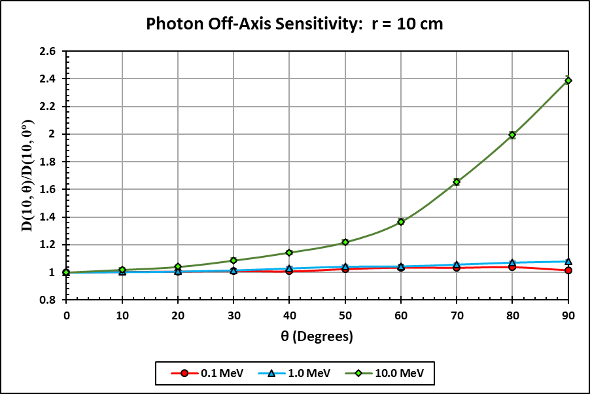 Photon Off-Axis Sensitivity: r = 10 cm
D(10, θ)/D(10, 0°)
2.6
2.4
2.2
2
1.8
1.6
1.4
1.2
1
0.8
0 10 20 30 40 50 60 70 80 90
θ (Degrees)
0.1 MeV 1.0 MeV 10.0 MeV